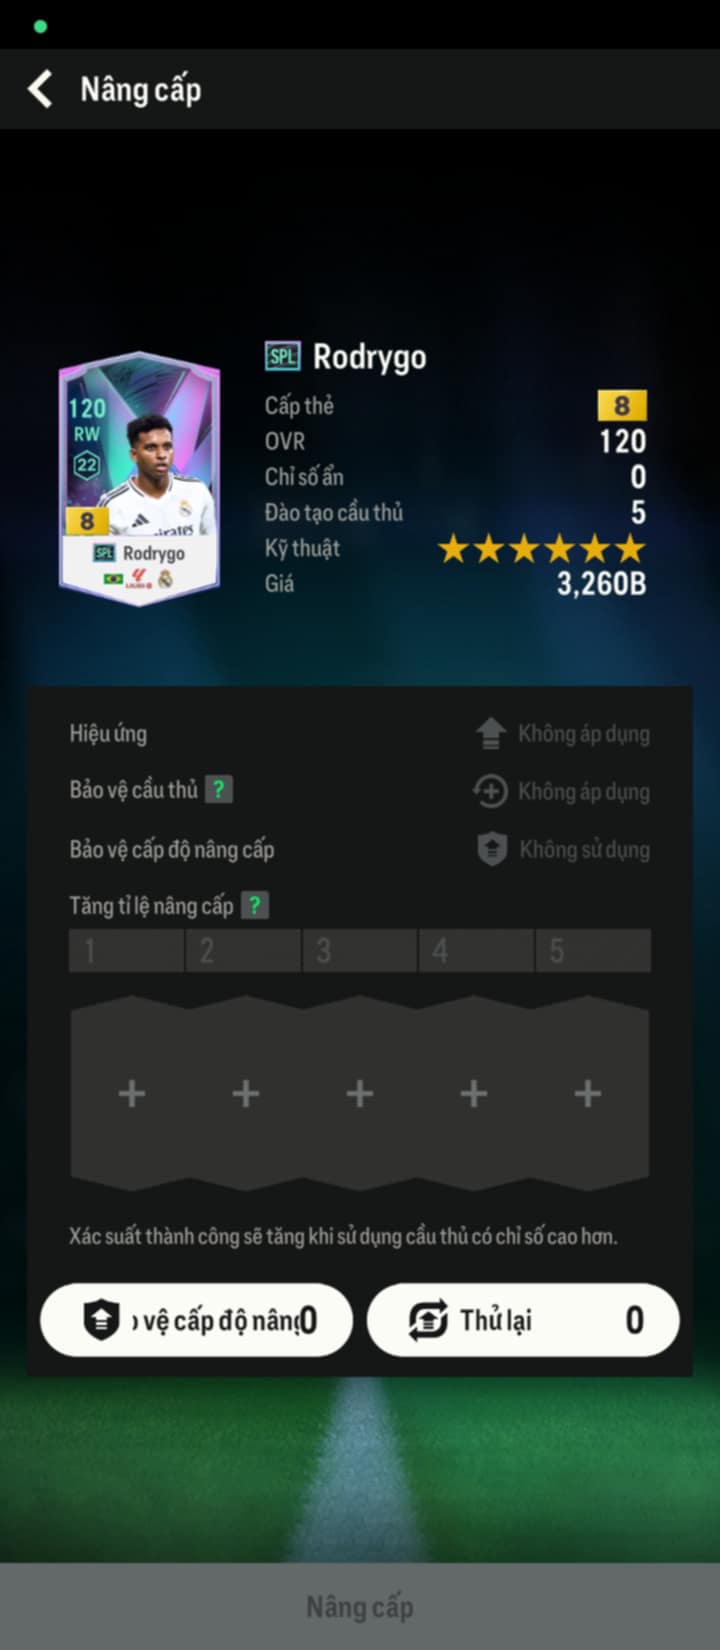 Nâng cấp
SPL Rodrygo
120
RW
22
8
SPL Rodrygo
Cấp thẻ 8
OVR 120
Chỉ số ẩn 0
Đào tạo cầu thủ 5
Kỹ thuật
Giá 3,260B
Hiệu ứng Không áp dụng
Bảo vệ cầu thủ ? Không áp dụng
Bảo vệ cấp độ nâng cấp Không sử dụng
Tăng tỉ lệ nâng cấp ?
1 2 3 4 5
+ + + + +
Xác suất thành công sẽ tăng khi sử dụng cầu thủ có chỉ số cao hơn.
vệ cấp độ nâng 0 Thử lại 0
Nâng cấp